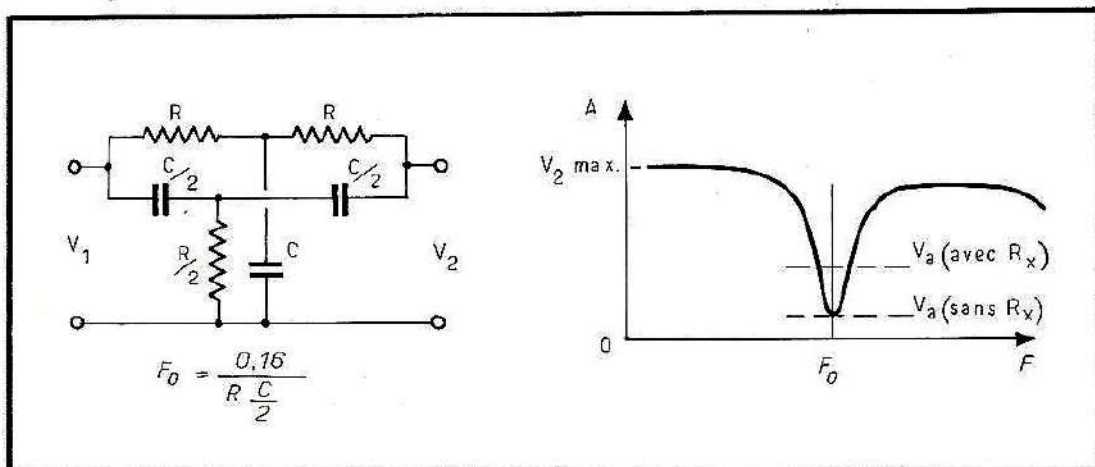 R
R
C/2
C/2
V1
R/2
C
V2
F0 = 0,16 / R C/2
A
V2 max.
Va (avec Rx)
Va (sans Rx)
0
F0
F